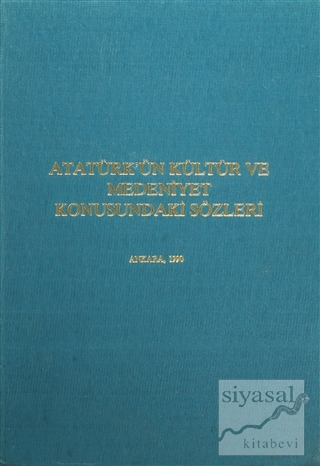 ATATÜRK'ÜN KÜLTÜR VE
MEDENİYET
KONUSUNDAKİ SÖZLERİ
ANKARA, 1990
siyasal
kitabevi